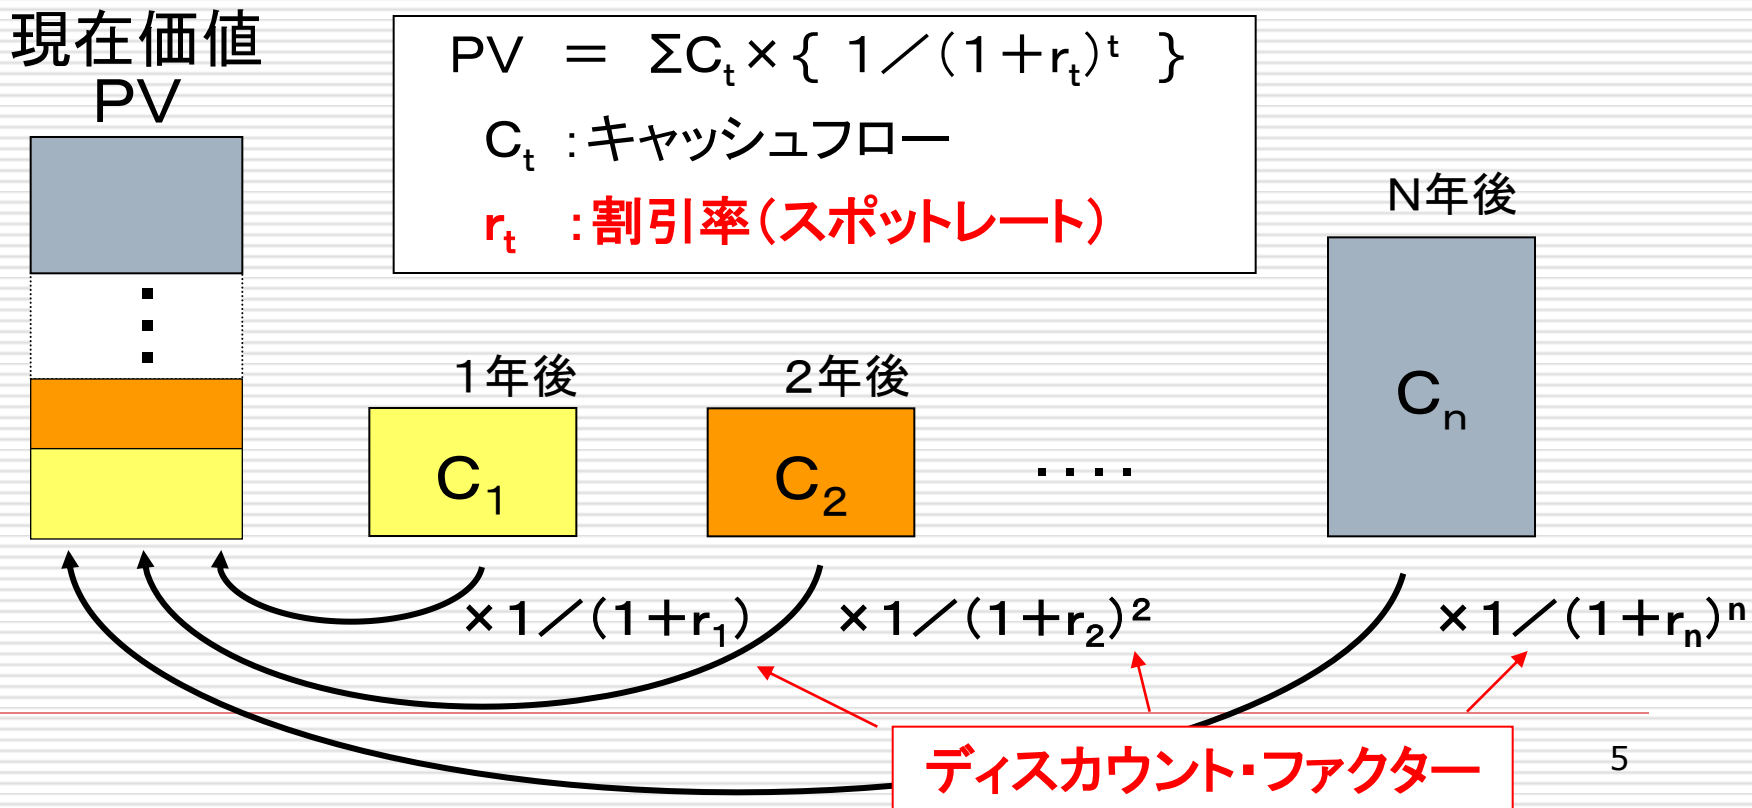 現在価値
PV
PV ＝ ΣCt×{ 1／(1＋rt)t }
Ct :キャッシュフロー
rt :割引率(スポットレート)
N年後
1年後
2年後
C1
C2
････
Cn
×1／(1＋r1)
×1／(1＋r2)2
×1／(1＋rn)n
ディスカウント・ファクター
5